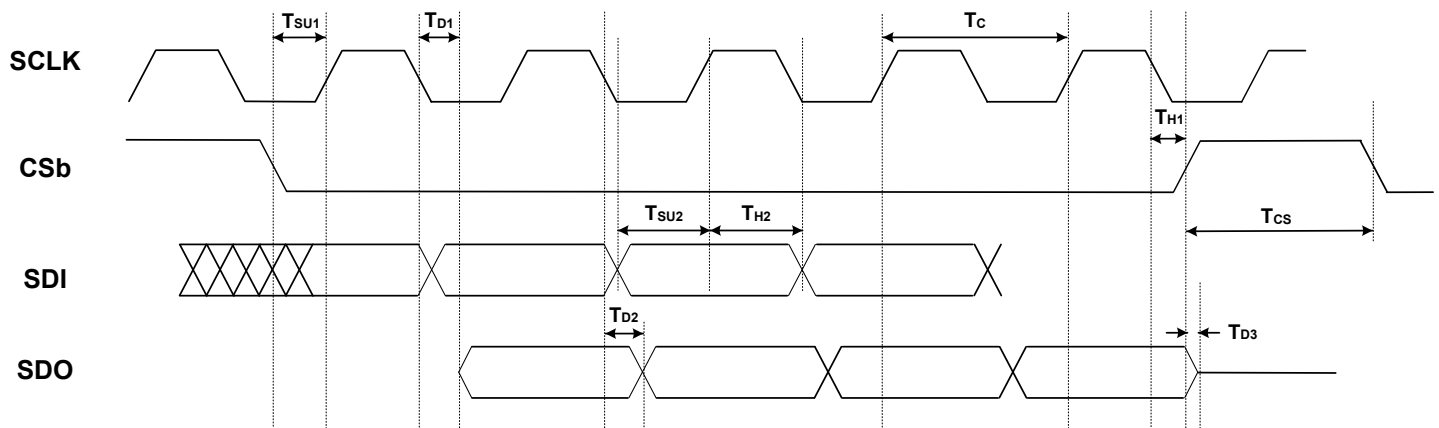 TSU1
TD1
TC
SCLK
TH1
CSb
TSU2
TH2
TCS
SDI
TD2
TD3
SDO